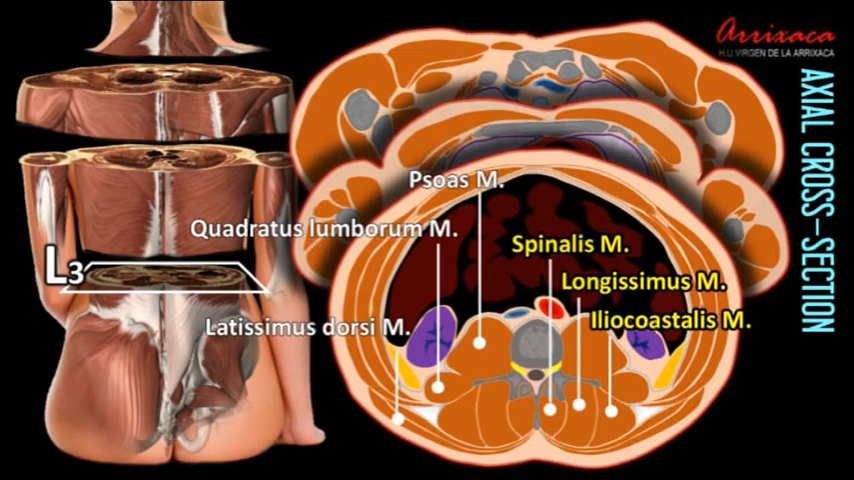 Arrixaca
H.U. VIRGEN DE LA ARRIXACA
AXIAL CROSS-SECTION
Psoas M.
Quadratus lumborum M.
Spinalis M.
L3
Longissimus M.
Iliocoastalis M.
Latissimus dorsi M.